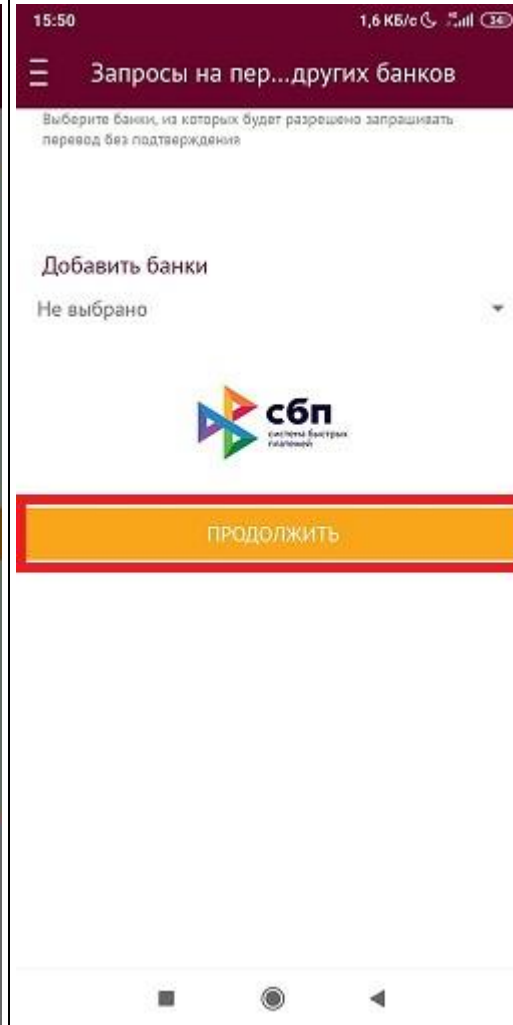 15:50
1,6 КБ/с 34
Запросы на пер...других банков
Выберите банки, из которых будет разрешено запрашивать
перевод без подтверждения
Добавить банки
Не выбрано
сбп
система быстрых
платежей
ПРОДОЛЖИТЬ